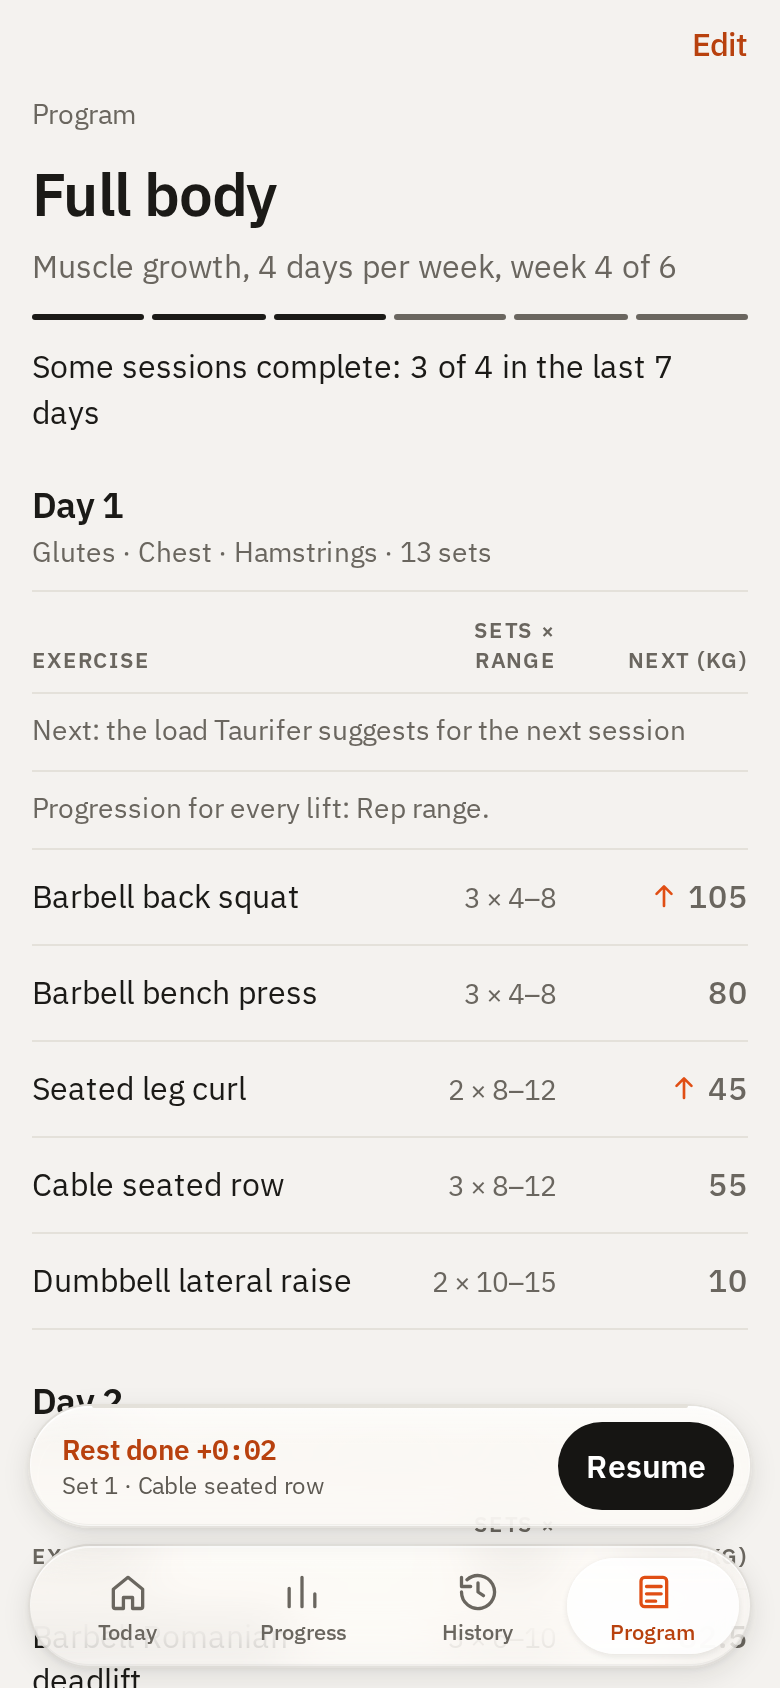 Edit
Program
Full body
Muscle growth, 4 days per week, week 4 of 6
Some sessions complete: 3 of 4 in the last 7
days
Day 1
Glutes · Chest · Hamstrings · 13 sets
SETS ×
EXERCISE RANGE NEXT (KG)
Next: the load Taurifer suggests for the next session
Progression for every lift: Rep range.
Barbell back squat 3 × 4–8 ↑ 105
Barbell bench press 3 × 4–8 80
Seated leg curl 2 × 8–12 ↑ 45
Cable seated row 3 × 8–12 55
Dumbbell lateral raise 2 × 10–15 10
Day 2
Rest done +0:02
Set 1 · Cable seated row
Resume
SETS ×
Today Progress History Program
Barbell Romanian
deadlift